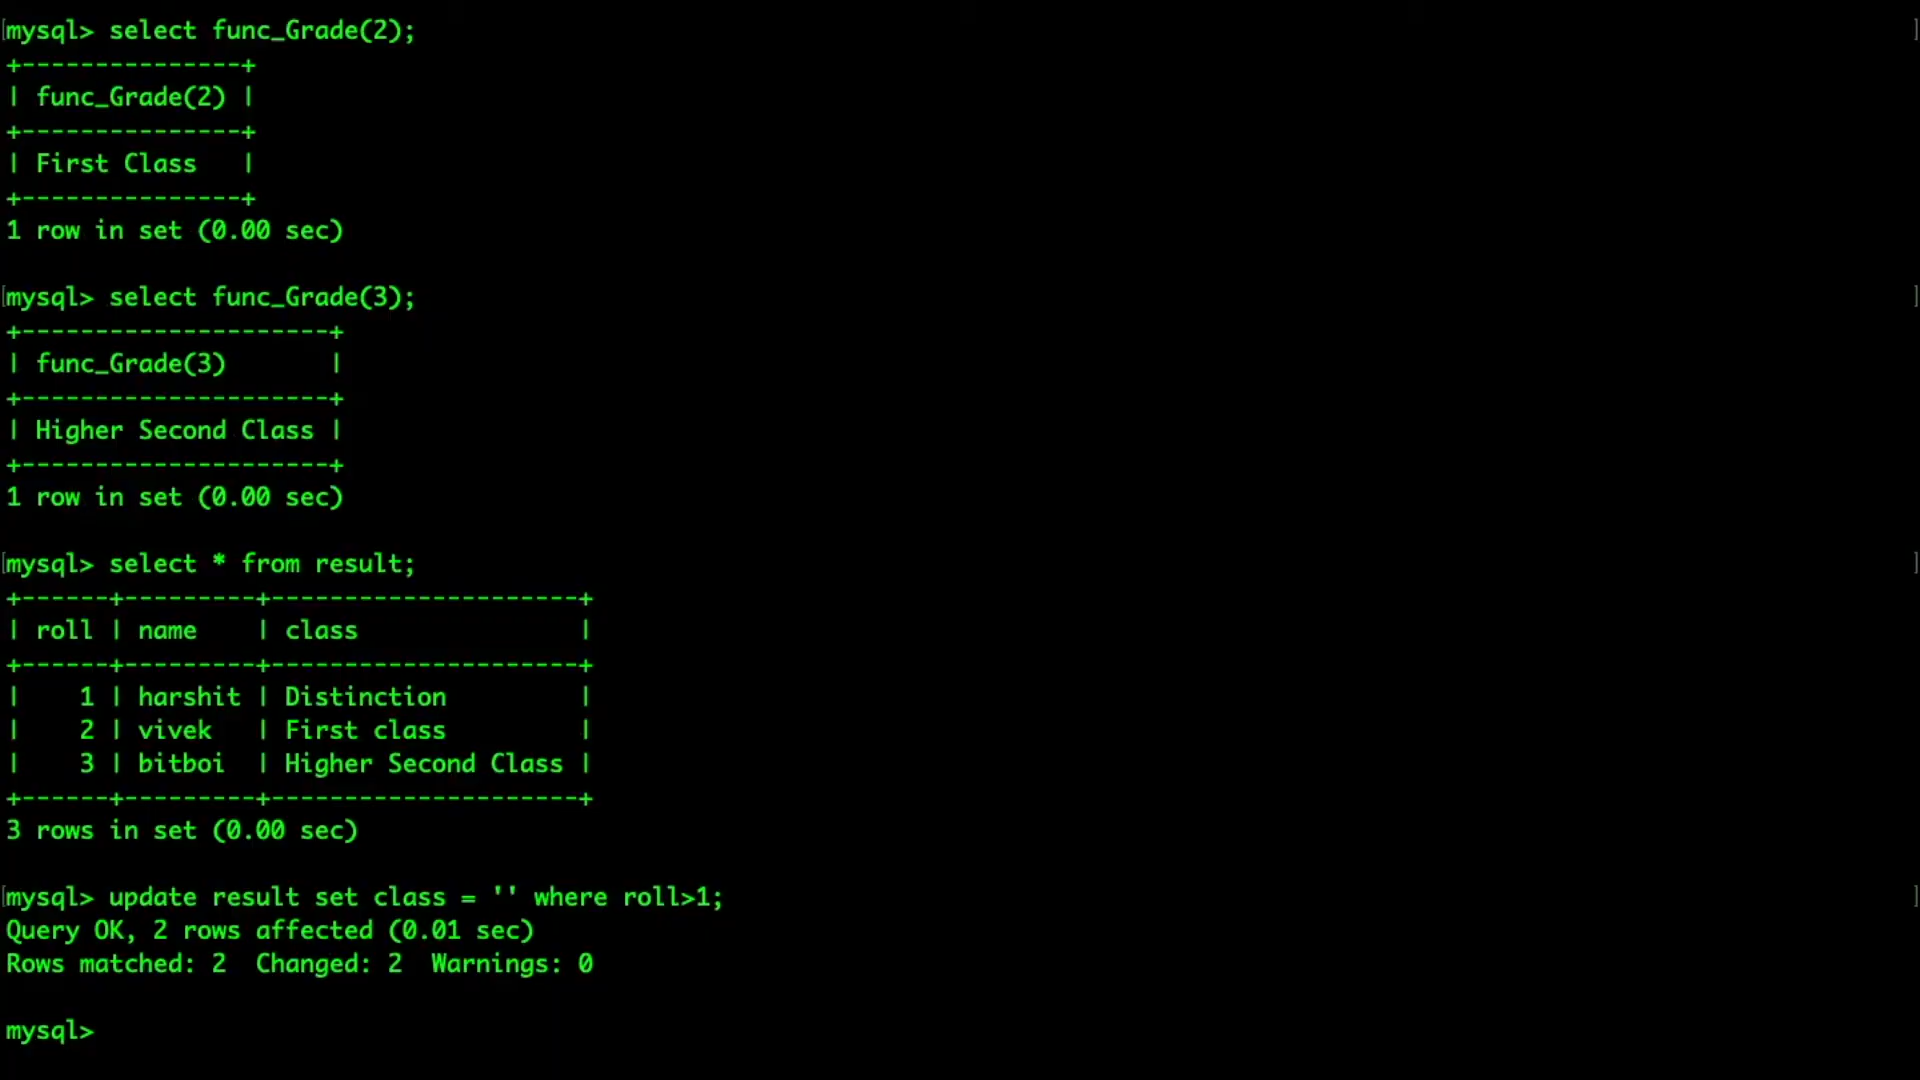 [mysql> select func_Grade(2); ]
+---------------+
| func_Grade(2) |
+---------------+
| First Class   |
+---------------+
1 row in set (0.00 sec)

[mysql> select func_Grade(3); ]
+---------------------+
| func_Grade(3)       |
+---------------------+
| Higher Second Class |
+---------------------+
1 row in set (0.00 sec)

[mysql> select * from result; ]
+------+---------+---------------------+
| roll | name    | class               |
+------+---------+---------------------+
|    1 | harshit | Distinction         |
|    2 | vivek   | First class         |
|    3 | bitboi  | Higher Second Class |
+------+---------+---------------------+
3 rows in set (0.00 sec)

[mysql> update result set class = '' where roll>1; ]
Query OK, 2 rows affected (0.01 sec)
Rows matched: 2  Changed: 2  Warnings: 0

mysql>